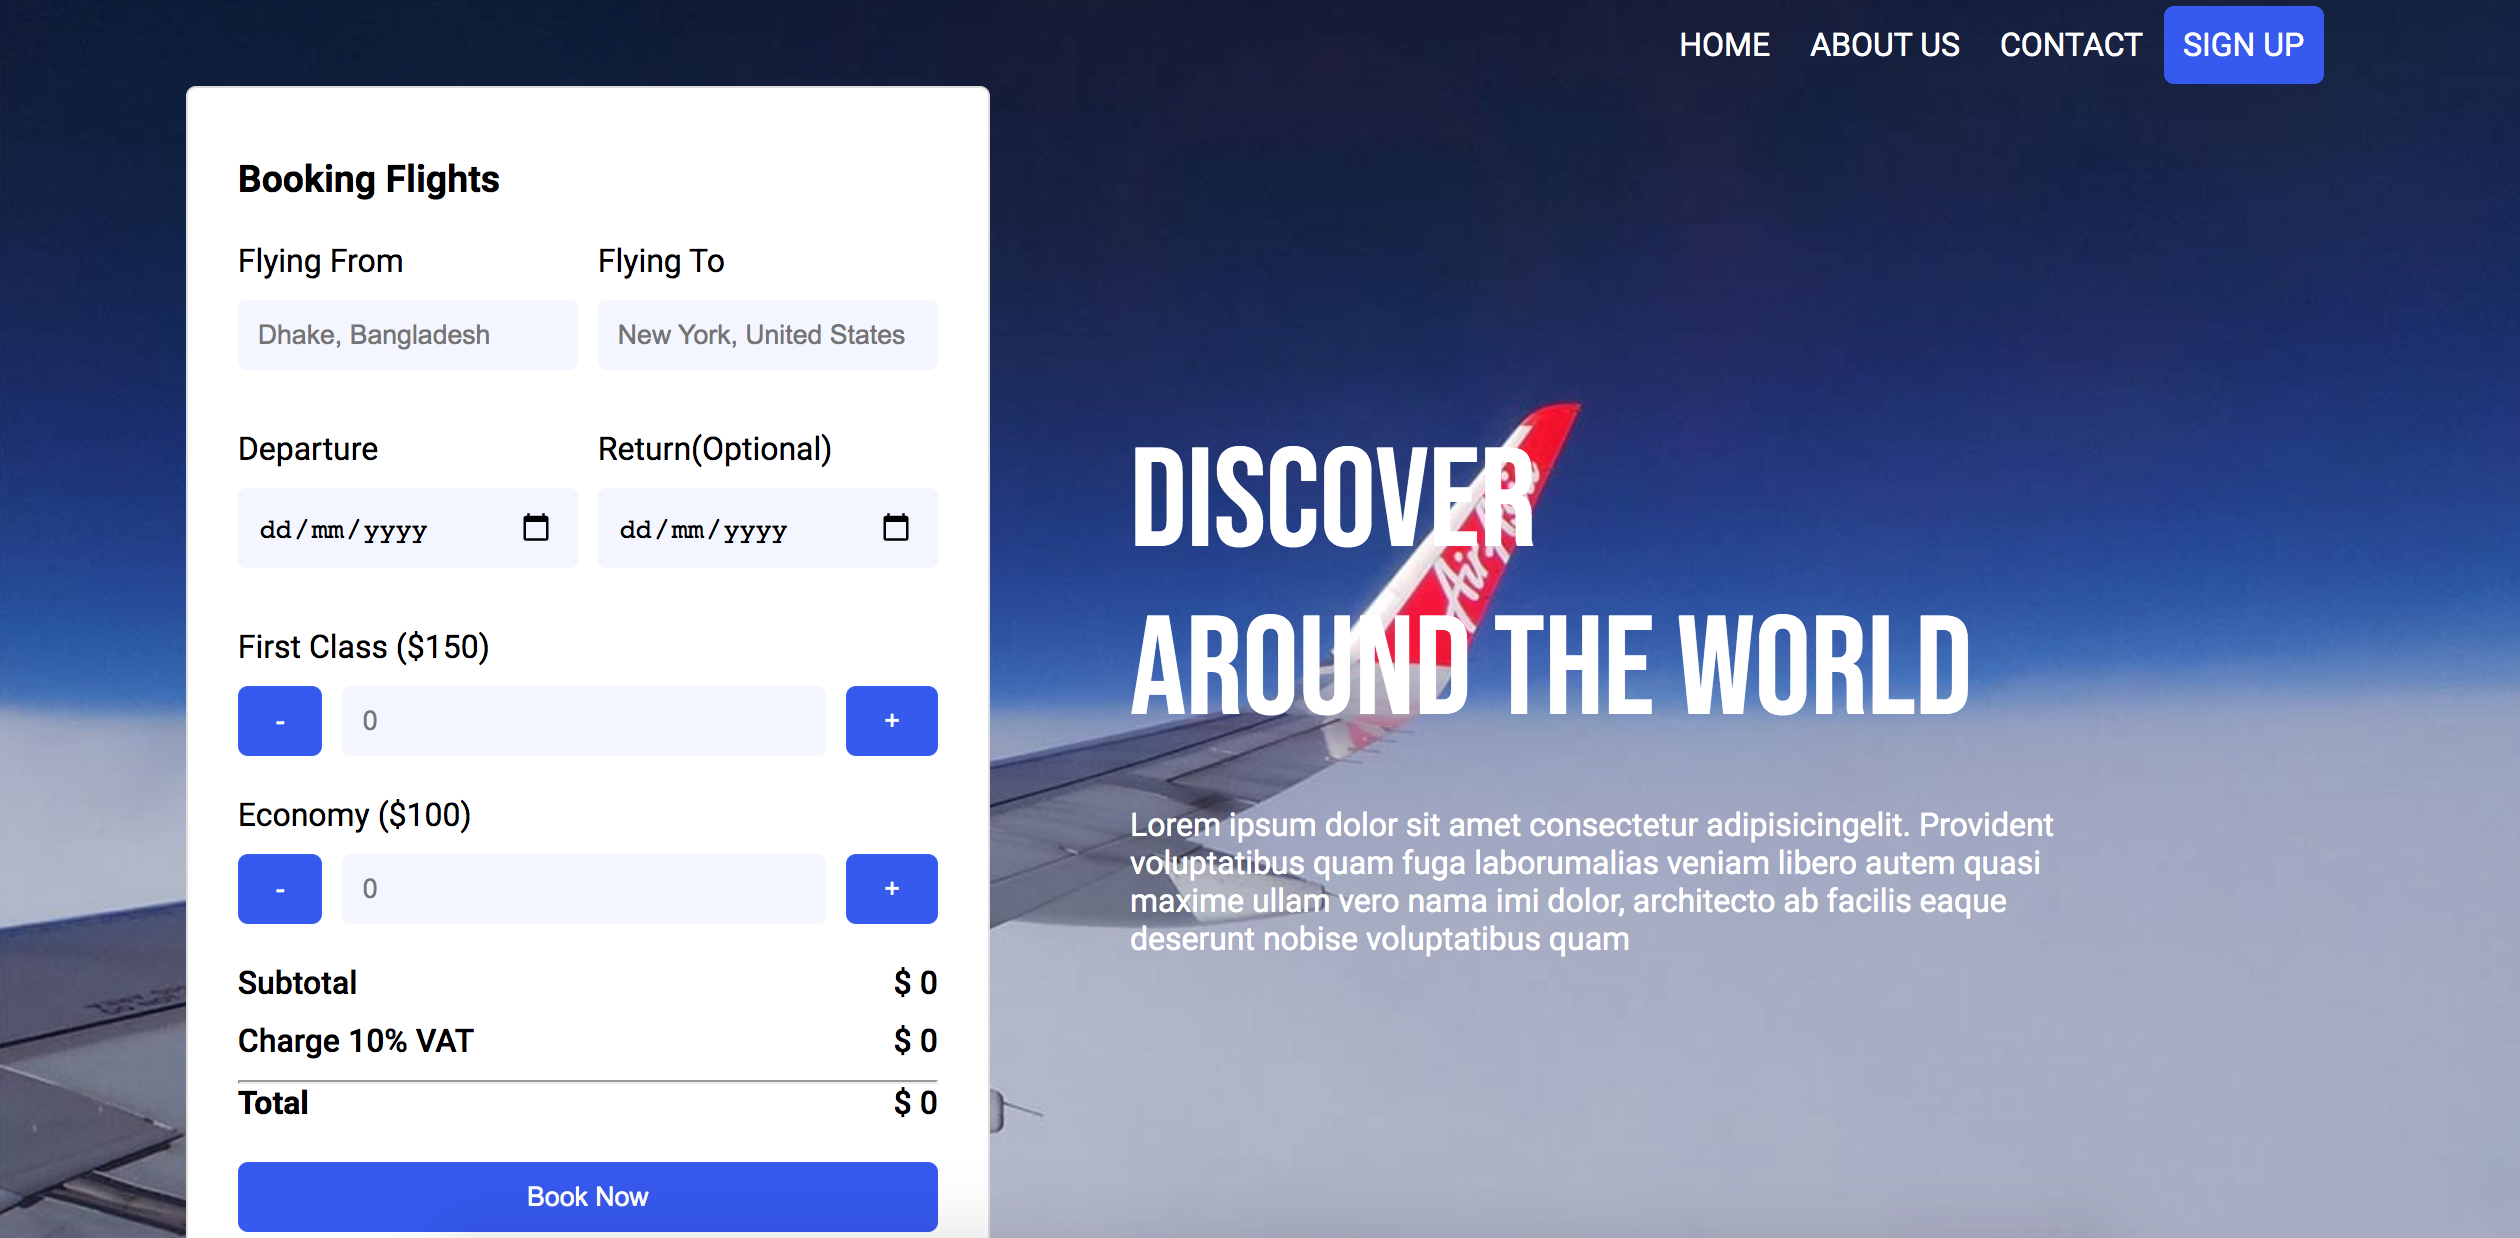 HOME ABOUT US CONTACT SIGN UP
Booking Flights
Flying From Flying To
Dhake, Bangladesh New York, United States
Departure Return(Optional)
dd/mm/yyyy dd/mm/yyyy
First Class ($150)
- 0 +
Economy ($100)
- 0 +
Subtotal $ 0
Charge 10% VAT $ 0
Total $ 0
Book Now
DISCOVER
AROUND THE WORLD
Lorem ipsum dolor sit amet consectetur adipisicingelit. Provident
voluptatibus quam fuga laborumalias veniam libero autem quasi
maxime ullam vero nama imi dolor, architecto ab facilis eaque
deserunt nobise voluptatibus quam